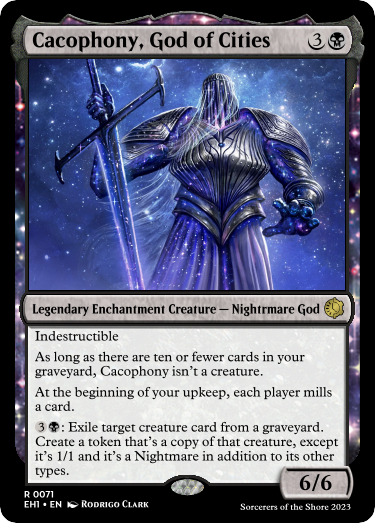 Cacophony, God of Cities 3
Legendary Enchantment Creature — Nightrmare God
Indestructible
As long as there are ten or fewer cards in your
graveyard, Cacophony isn't a creature.
At the beginning of your upkeep, each player mills
a card.
3: Exile target creature card from a graveyard.
Create a token that's a copy of that creature, except
it's 1/1 and it's a Nightmare in addition to its other
types.
6/6
R 0071
EH1 • EN Rodrigo Clark
Sorcerers of the Shore 2023